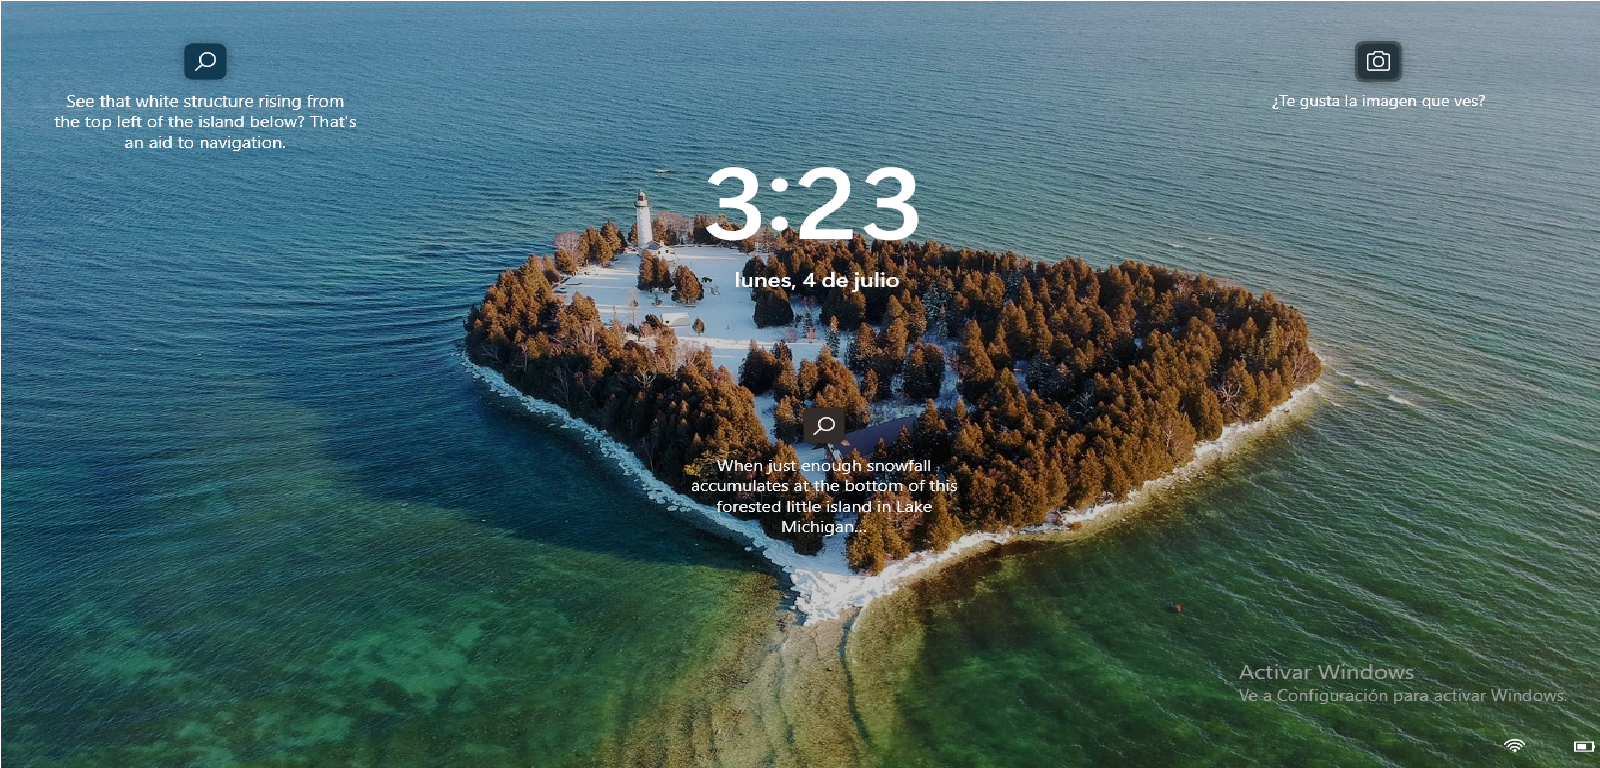 See that white structure rising from
the top left of the island below? That's
an aid to navigation.
¿Te gusta la imagen que ves?
3:23
lunes, 4 de julio
When just enough snowfall
accumulates at the bottom of this
forested little island in Lake
Michigan...
Activar Windows
Ve a Configuración para activar Windows.